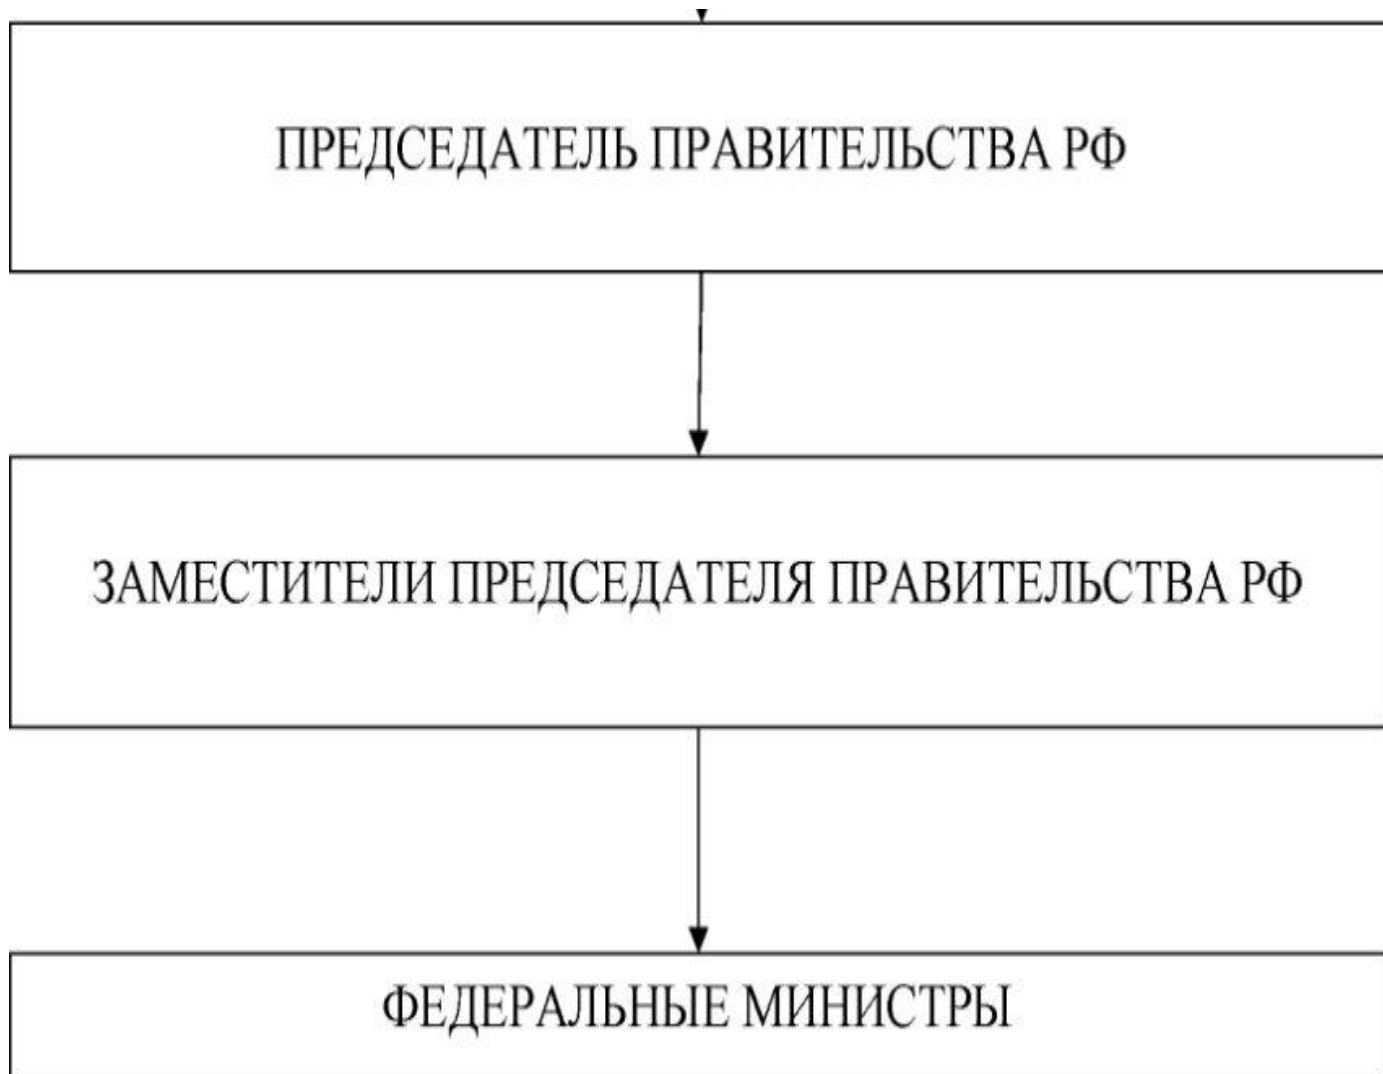 ПРЕДСЕДАТЕЛЬ ПРАВИТЕЛЬСТВА РФ
ЗАМЕСТИТЕЛИ ПРЕДСЕДАТЕЛЯ ПРАВИТЕЛЬСТВА РФ
ФЕДЕРАЛЬНЫЕ МИНИСТРЫ